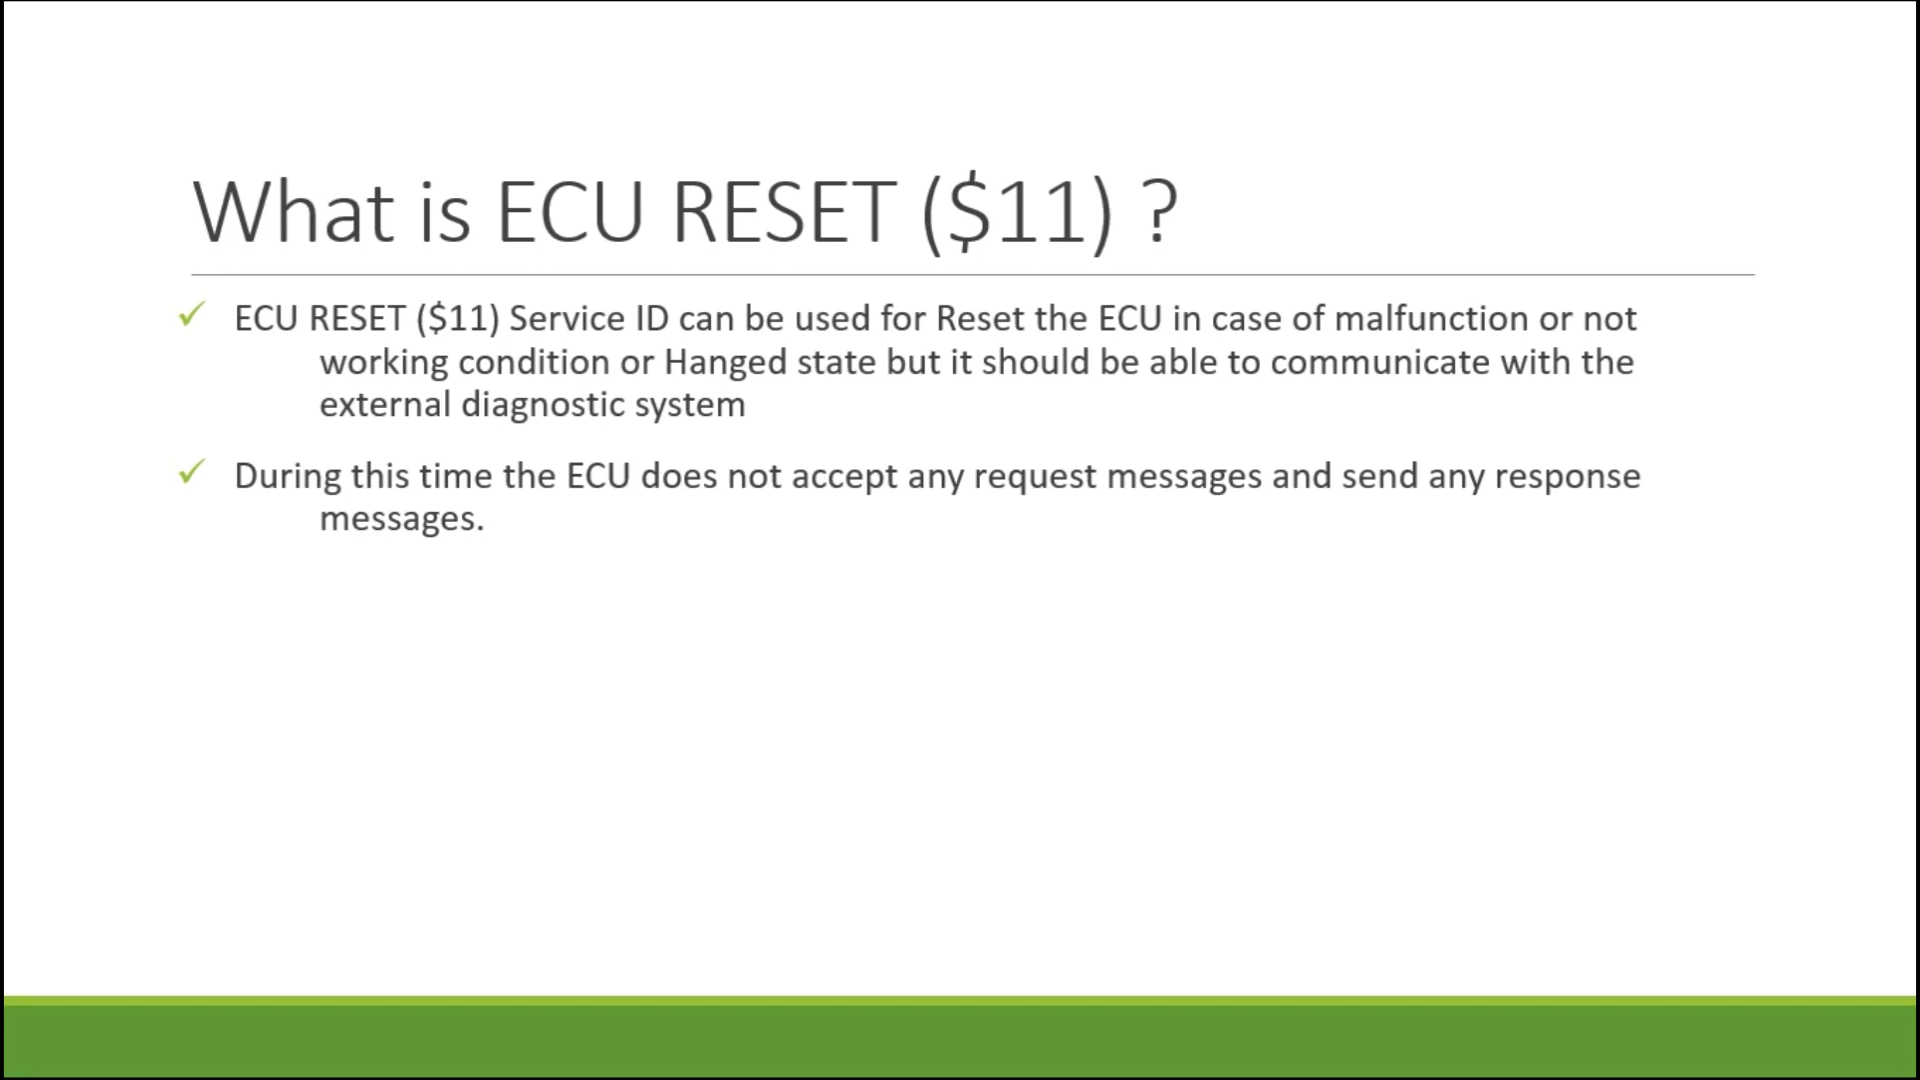 What is ECU RESET ($11) ?
✓ ECU RESET ($11) Service ID can be used for Reset the ECU in case of malfunction or not
working condition or Hanged state but it should be able to communicate with the
external diagnostic system
✓ During this time the ECU does not accept any request messages and send any response
messages.